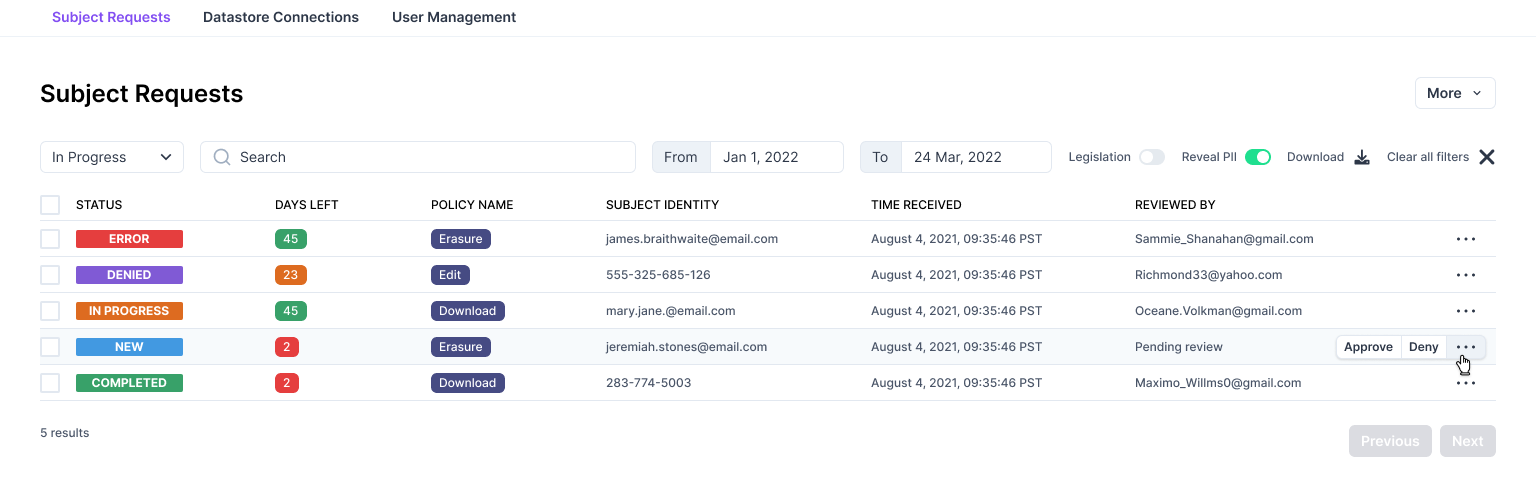 Subject Requests Datastore Connections User Management
Subject Requests More
In Progress Search From Jan 1, 2022 To 24 Mar, 2022 Legislation Reveal PII Download Clear all filters
STATUS DAYS LEFT POLICY NAME SUBJECT IDENTITY TIME RECEIVED REVIEWED BY
ERROR 45 Erasure james.braithwaite@email.com August 4, 2021, 09:35:46 PST Sammie_Shanahan@gmail.com
DENIED 23 Edit 555-325-685-126 August 4, 2021, 09:35:46 PST Richmond33@yahoo.com
IN PROGRESS 45 Download mary.jane.@email.com August 4, 2021, 09:35:46 PST Oceane.Volkman@gmail.com
NEW 2 Erasure jeremiah.stones@email.com August 4, 2021, 09:35:46 PST Pending review Approve Deny
COMPLETED 2 Download 283-774-5003 August 4, 2021, 09:35:46 PST Maximo_Willms0@gmail.com
5 results Previous Next